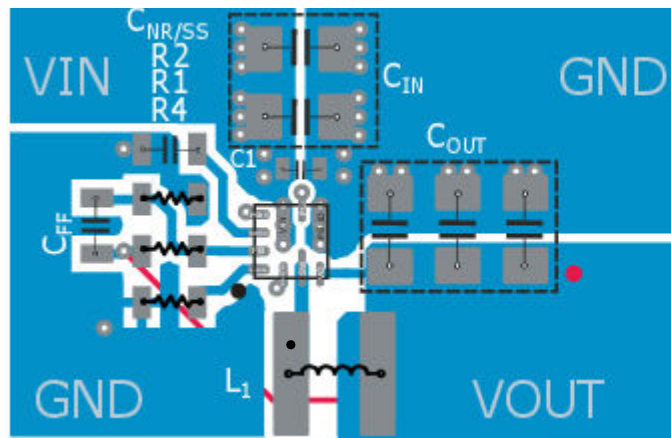 CNR/SS
R2
R1
R4
VIN
GND
CIN
C1
COUT
CFF
L1
GND
VOUT